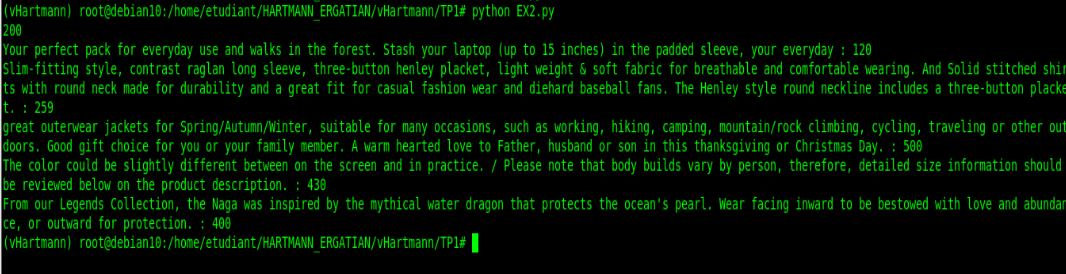 (vHartmann) root@debian10:/home/etudiant/HARTMANN_ERGATIAN/vHartmann/TP1# python EX2.py
200
Your perfect pack for everyday use and walks in the forest. Stash your laptop (up to 15 inches) in the padded sleeve, your everyday : 120
Slim-fitting style, contrast raglan long sleeve, three-button henley placket, light weight & soft fabric for breathable and comfortable wearing. And Solid stitched shir
ts with round neck made for durability and a great fit for casual fashion wear and diehard baseball fans. The Henley style round neckline includes a three-button placke
t. : 259
great outerwear jackets for Spring/Autumn/Winter, suitable for many occasions, such as working, hiking, camping, mountain/rock climbing, cycling, traveling or other out
doors. Good gift choice for you or your family member. A warm hearted love to Father, husband or son in this thanksgiving or Christmas Day. : 500
The color could be slightly different between on the screen and in practice. / Please note that body builds vary by person, therefore, detailed size information should
be reviewed below on the product description. : 430
From our Legends Collection, the Naga was inspired by the mythical water dragon that protects the ocean's pearl. Wear facing inward to be bestowed with love and abundan
ce, or outward for protection. : 400
(vHartmann) root@debian10:/home/etudiant/HARTMANN_ERGATIAN/vHartmann/TP1#